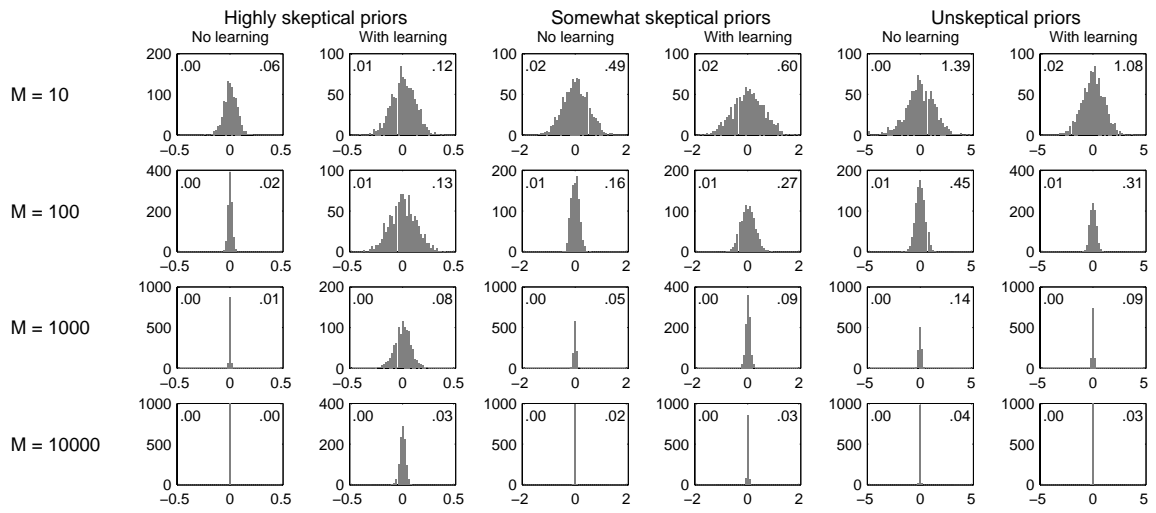 Highly skeptical priors Somewhat skeptical priors Unskeptical priors
No learning With learning No learning With learning No learning With learning
M = 10
200 100 0 .00 .06 −0.5 0 0.5
100 50 0 .01 .12 −0.5 0 0.5
100 50 0 .02 .49 −2 0 2
100 50 0 .02 .60 −2 0 2
100 50 0 .00 1.39 −5 0 5
100 50 0 .02 1.08 −5 0 5
M = 100
400 200 0 .00 .02 −0.5 0 0.5
100 50 0 .01 .13 −0.5 0 0.5
200 100 0 .01 .16 −2 0 2
200 100 0 .01 .27 −2 0 2
200 100 0 .01 .45 −5 0 5
400 200 0 .01 .31 −5 0 5
M = 1000
1000 500 0 .00 .01 −0.5 0 0.5
200 100 0 .00 .08 −0.5 0 0.5
1000 500 0 .00 .05 −2 0 2
400 200 0 .00 .09 −2 0 2
1000 500 0 .00 .14 −5 0 5
1000 500 0 .00 .09 −5 0 5
M = 10000
1000 500 0 .00 .00 −0.5 0 0.5
400 200 0 .00 .03 −0.5 0 0.5
1000 500 0 .00 .02 −2 0 2
1000 500 0 .00 .03 −2 0 2
1000 500 0 .00 .04 −5 0 5
1000 500 0 .00 .03 −5 0 5